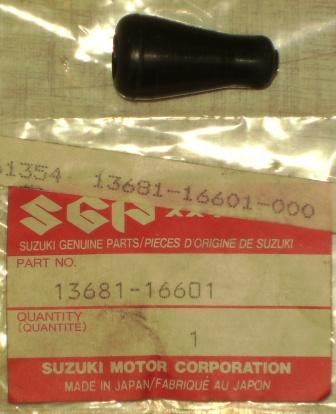 61354 13681-16601-000
SGP
SUZUKI GENUINE PARTS/PIECES D'ORIGINE DE SUZUKI
PART NO.
13681-16601
QUANTITY
(QUANTITE)
1
SUZUKI MOTOR CORPORATION
MADE IN JAPAN/FABRIQUÉ AU JAPON